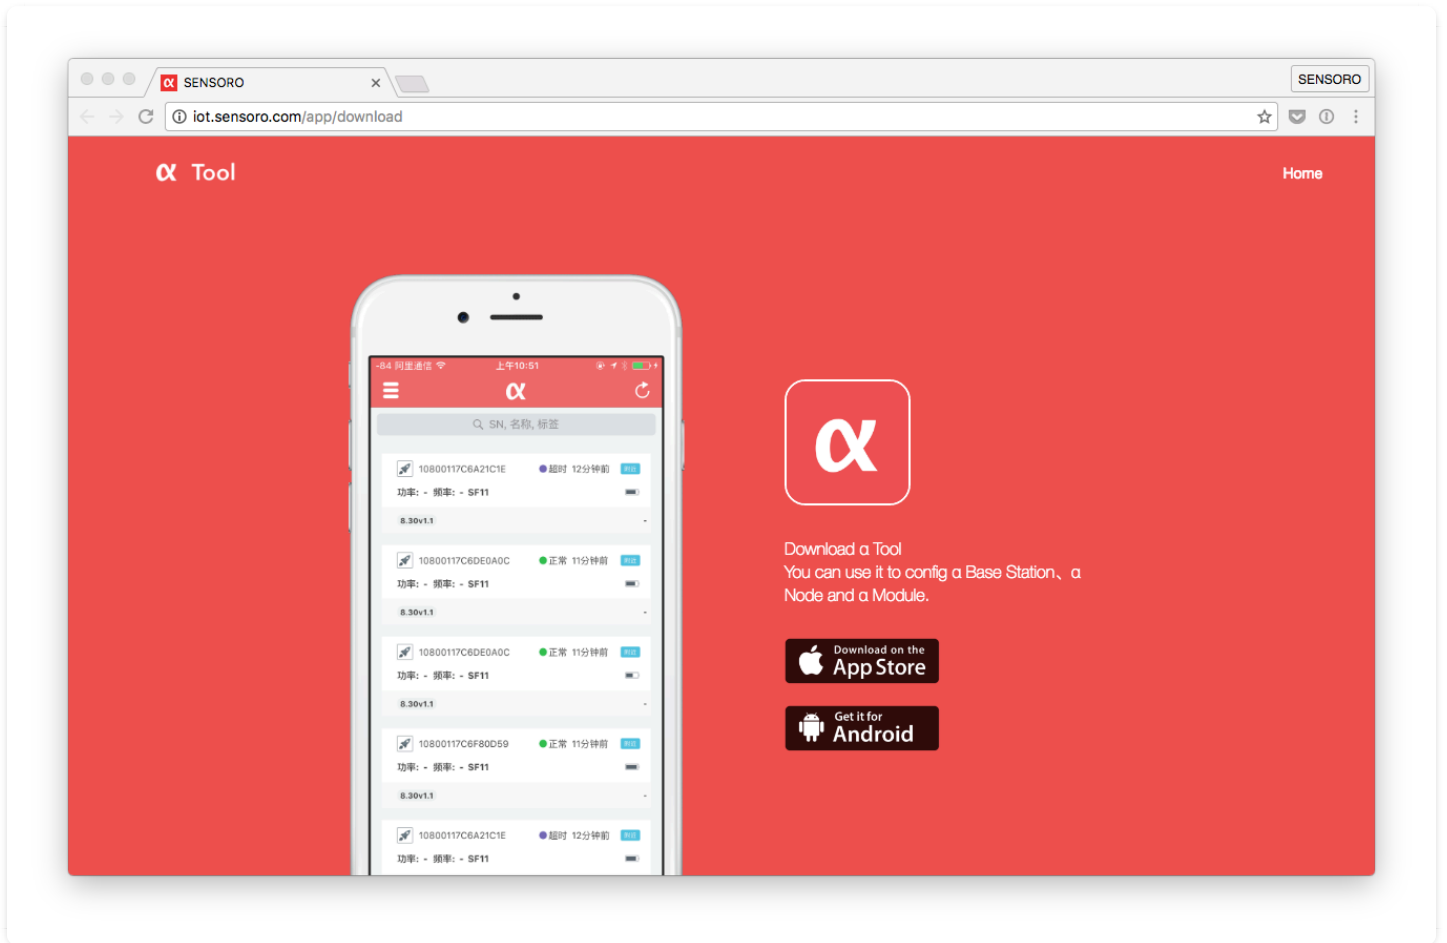 SENSORO
SENSORO
iot.sensoro.com/app/download
α Tool
Home
-84 阿里通信 上午10:51
α
SN, 名称, 标签
10800117C6A21C1E 超时 12分钟前
功率: - 频率: - SF11
8.30v1.1 -
10800117C6DE0A0C 正常 11分钟前
功率: - 频率: - SF11
8.30v1.1 -
10800117C6DE0A0C 正常 11分钟前
功率: - 频率: - SF11
8.30v1.1 -
10800117C6F80D59 正常 11分钟前
功率: - 频率: - SF11
8.30v1.1 -
10800117C6A21C1E 超时 12分钟前
功率: - 频率: - SF11
α
Download α Tool
You can use it to config α Base Station、α
Node and α Module.
Download on the
App Store
Get it for
Android